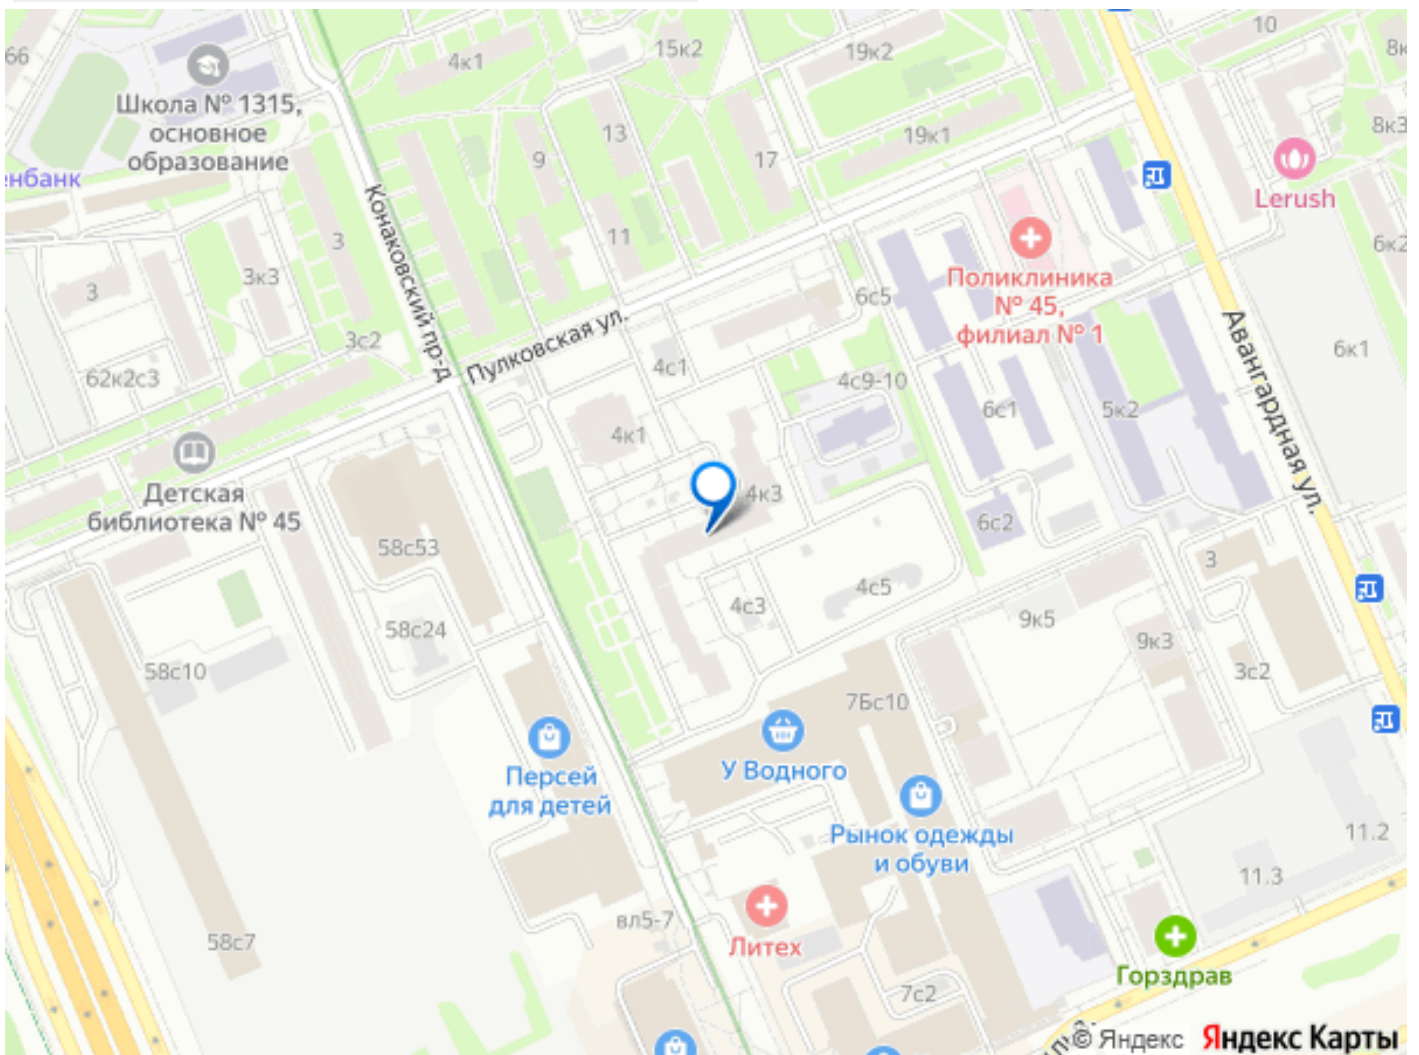 66
4к1
15к2
19к2
10
8к
Школа № 1315,
основное
образование
13
9
17
19к1
8к3
Lerush
енбанк
Конаковский пр-д
3
11
3к3
3
6с5
Поликлиника
№ 45,
филиал № 1
6к2
Авангардная ул.
Пулковская ул.
3с2
62к2с3
4с1
4с9-10
6к1
6с1
5к2
4к1
Детская
библиотека № 45
4к3
6с2
58с53
3
4с5
4с3
9к5
58с24
9к3
58с10
3с2
7Бс10
Персей
для детей
У Водного
Рынок одежды
и обуви
11.2
11.3
вл5-7
58с7
Литех
Горздрав
7с2
© Яндекс Яндекс Карты